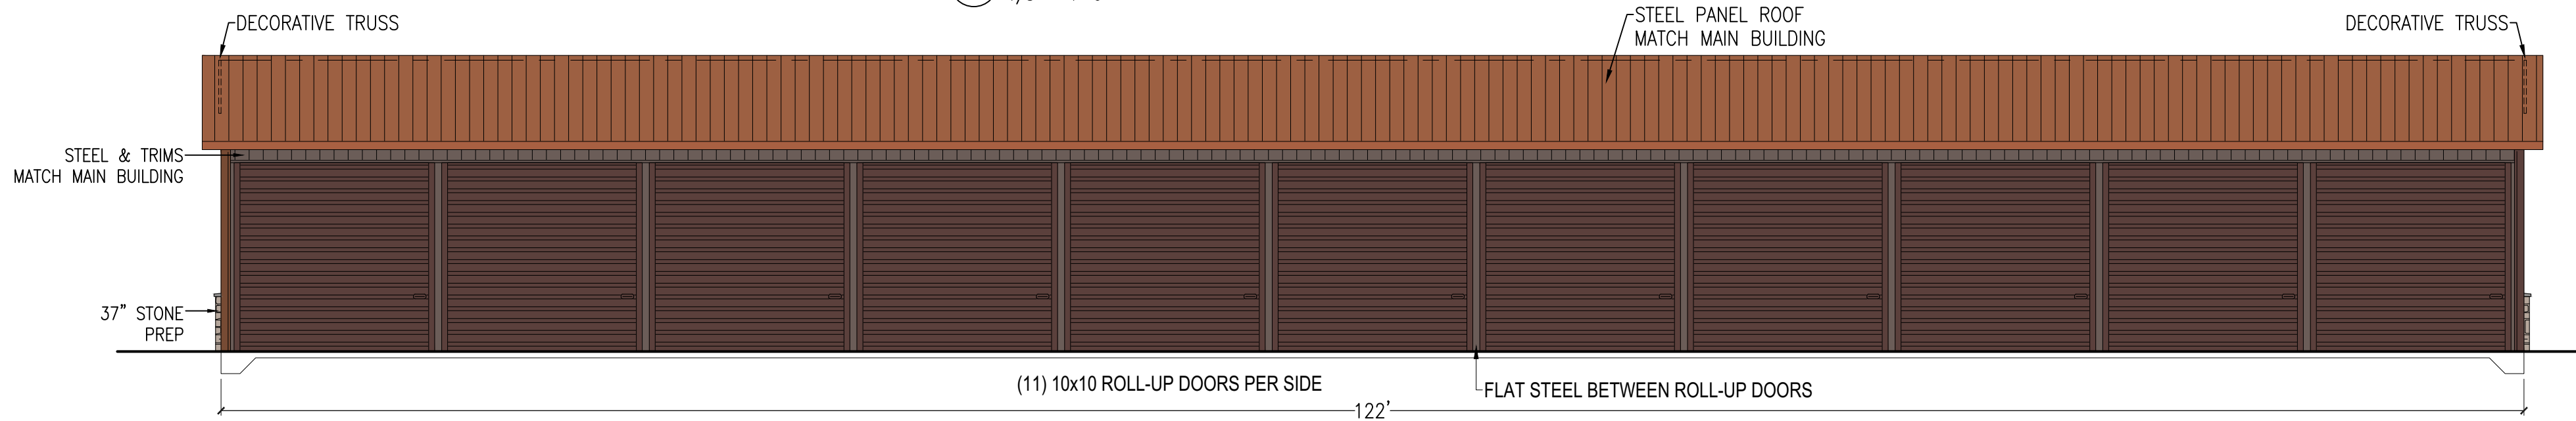 DECORATIVE TRUSS
STEEL PANEL ROOF
MATCH MAIN BUILDING
DECORATIVE TRUSS
STEEL & TRIMS
MATCH MAIN BUILDING
37" STONE
PREP
(11) 10x10 ROLL-UP DOORS PER SIDE
FLAT STEEL BETWEEN ROLL-UP DOORS
122'